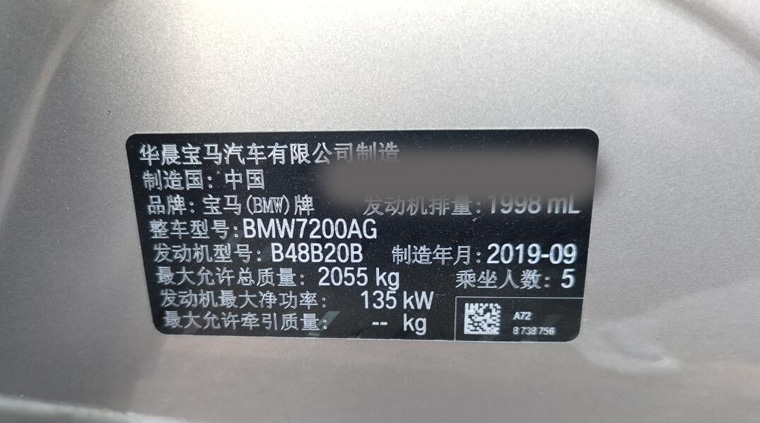 华晨宝马汽车有限公司制造
制造国: 中国
品牌: 宝马(BMW)牌 发动机排量: 1998 mL
整车型号: BMW7200AG
发动机型号: B48B20B 制造年月: 2019-09
最大允许总质量: 2055 kg 乘坐人数: 5
发动机最大净功率: 135 kW
最大允许牵引质量: -- kg
A72
8 738 756